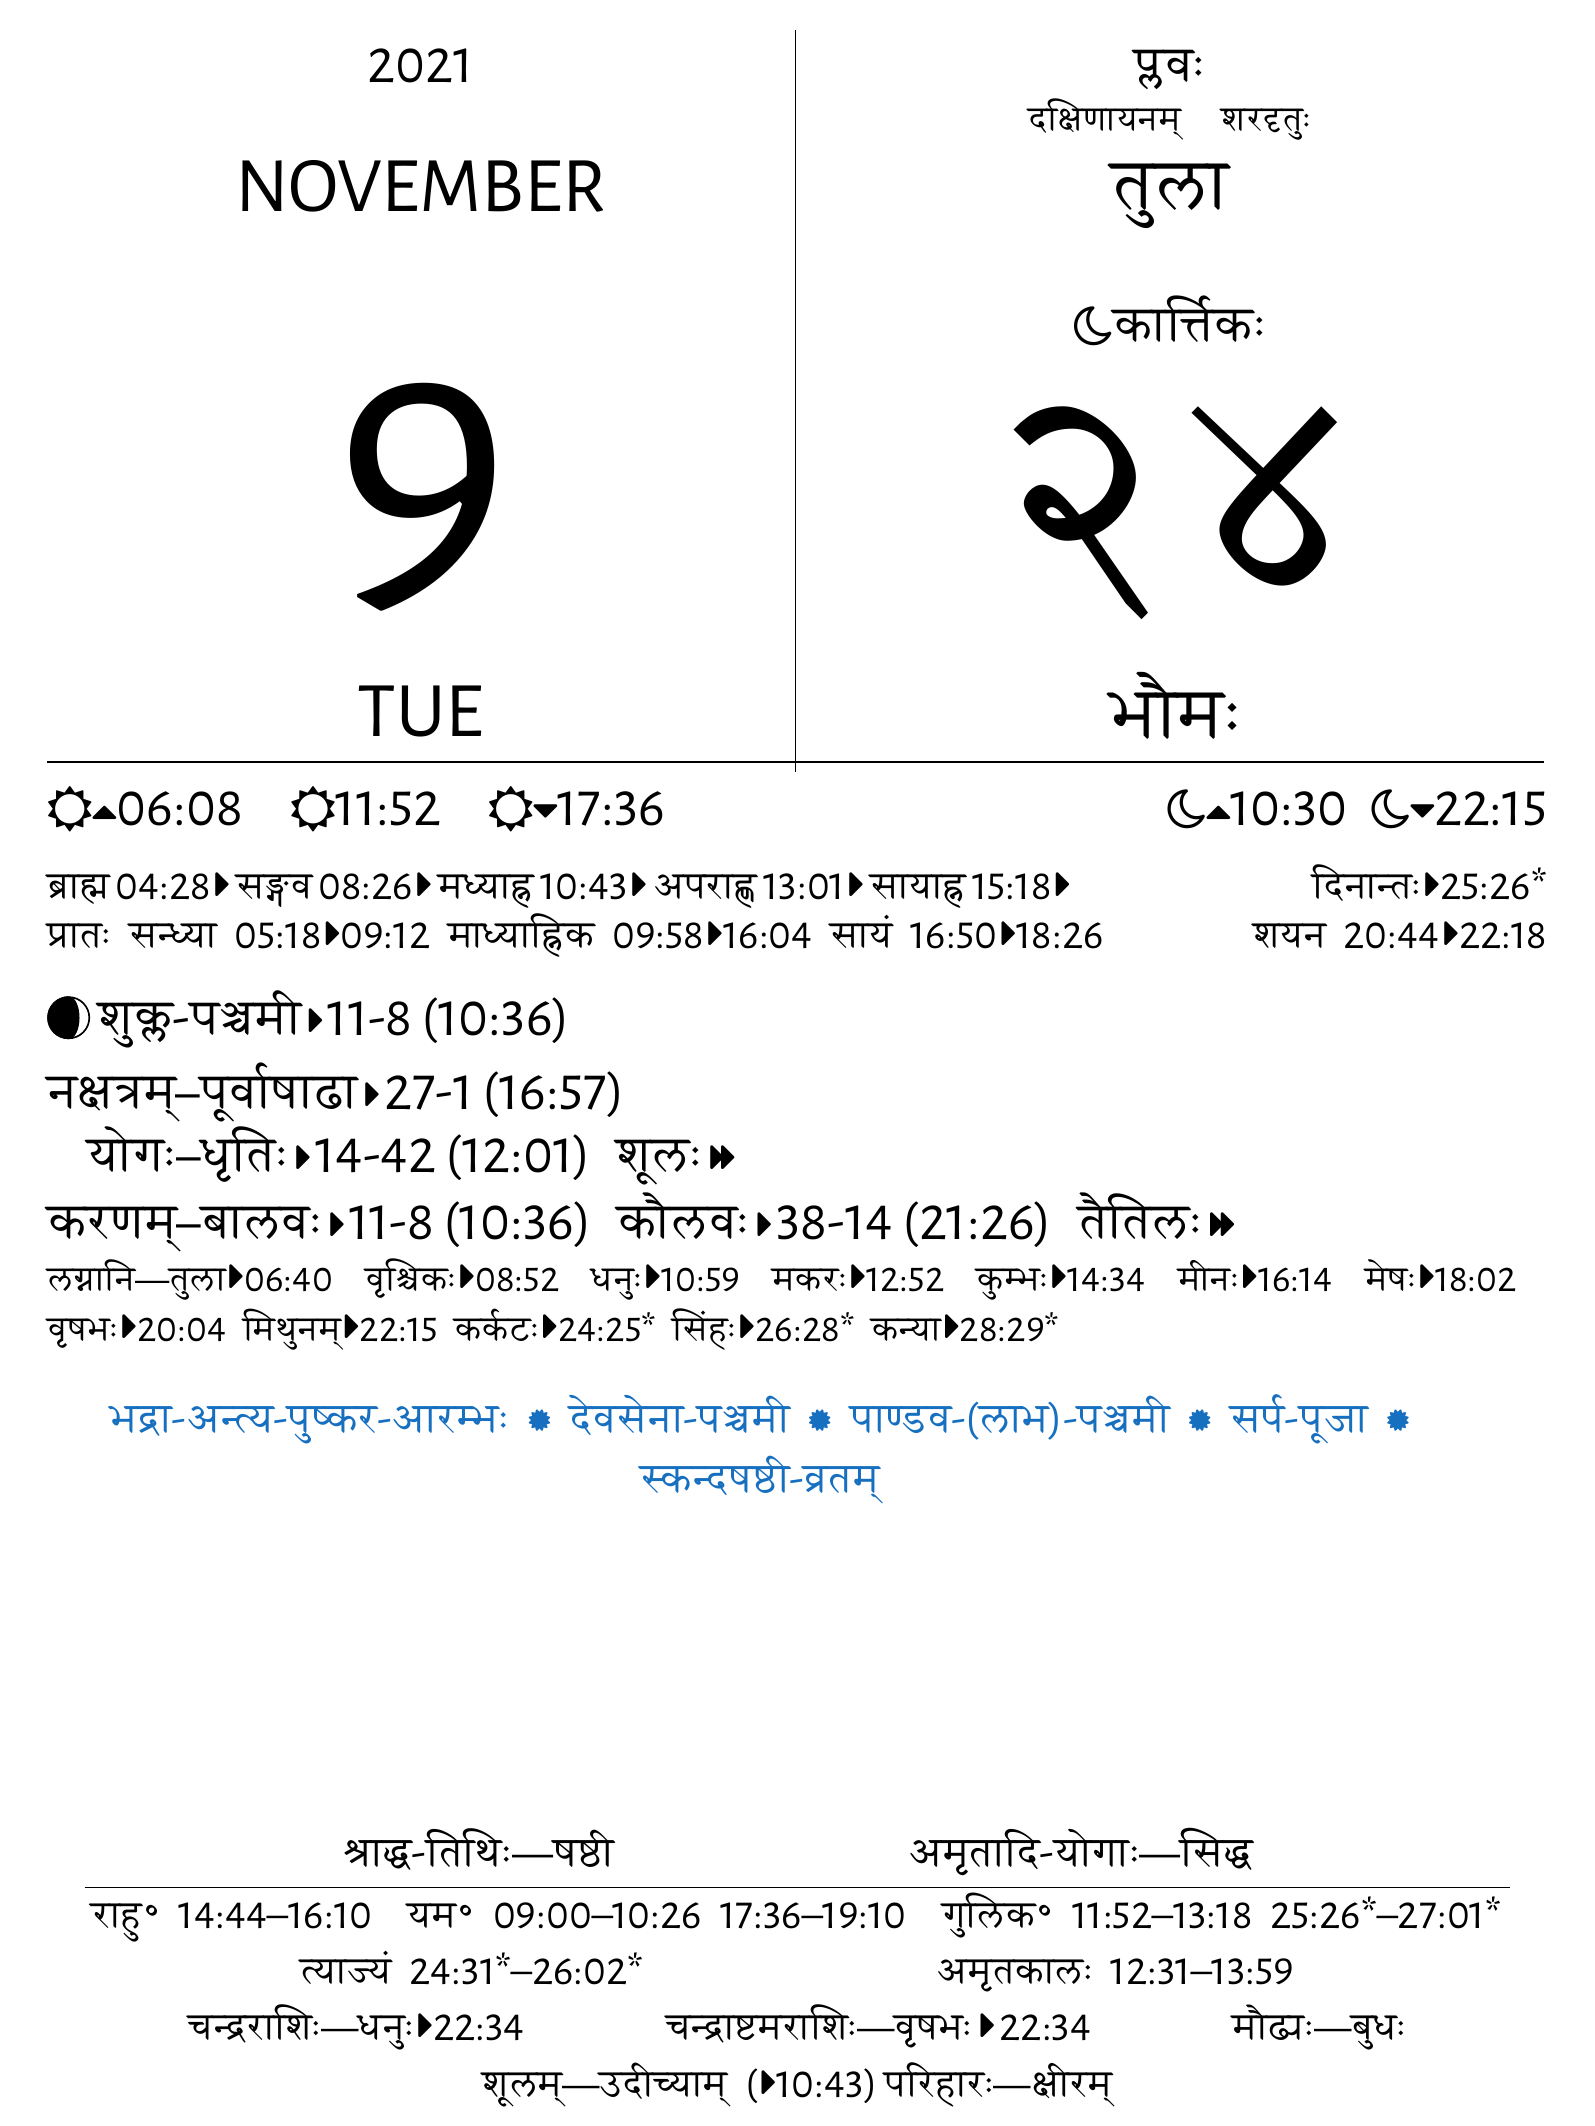 2021
NOVEMBER
9
TUE
प्लवः
दक्षिणायनम् शरदृतुः
तुला
कार्त्तिकः
२४
भौमः
06:08 11:52 17:36 10:30 22:15
ब्राह्म 04:28 सङ्गव 08:26 मध्याह्न 10:43 अपराह्ण 13:01 सायाह्न 15:18 दिनान्तः 25:26*
प्रातः सन्ध्या 05:18 09:12 माध्याह्निक 09:58 16:04 सायं 16:50 18:26 शयन 20:44 22:18
शुक्ल-पञ्चमी 11-8 (10:36)
नक्षत्रम्–पूर्वाषाढा 27-1 (16:57)
योगः–धृतिः 14-42 (12:01) शूलः
करणम्–बालवः 11-8 (10:36) कौलवः 38-14 (21:26) तैतिलः
लग्नानि—तुला 06:40 वृश्चिकः 08:52 धनुः 10:59 मकरः 12:52 कुम्भः 14:34 मीनः 16:14 मेषः 18:02
वृषभः 20:04 मिथुनम् 22:15 कर्कटः 24:25* सिंहः 26:28* कन्या 28:29*
भद्रा-अन्त्य-पुष्कर-आरम्भः ✹ देवसेना-पञ्चमी ✹ पाण्डव-(लाभ)-पञ्चमी ✹ सर्प-पूजा ✹
स्कन्दषष्ठी-व्रतम्
श्राद्ध-तिथिः—षष्ठी अमृतादि-योगाः—सिद्ध
राहु॰ 14:44–16:10 यम॰ 09:00–10:26 17:36–19:10 गुलिक॰ 11:52–13:18 25:26*–27:01*
त्याज्यं 24:31*–26:02* अमृतकालः 12:31–13:59
चन्द्रराशिः—धनुः 22:34 चन्द्राष्टमराशिः—वृषभः 22:34 मौढ्यः—बुधः
शूलम्—उदीच्याम् (10:43) परिहारः—क्षीरम्